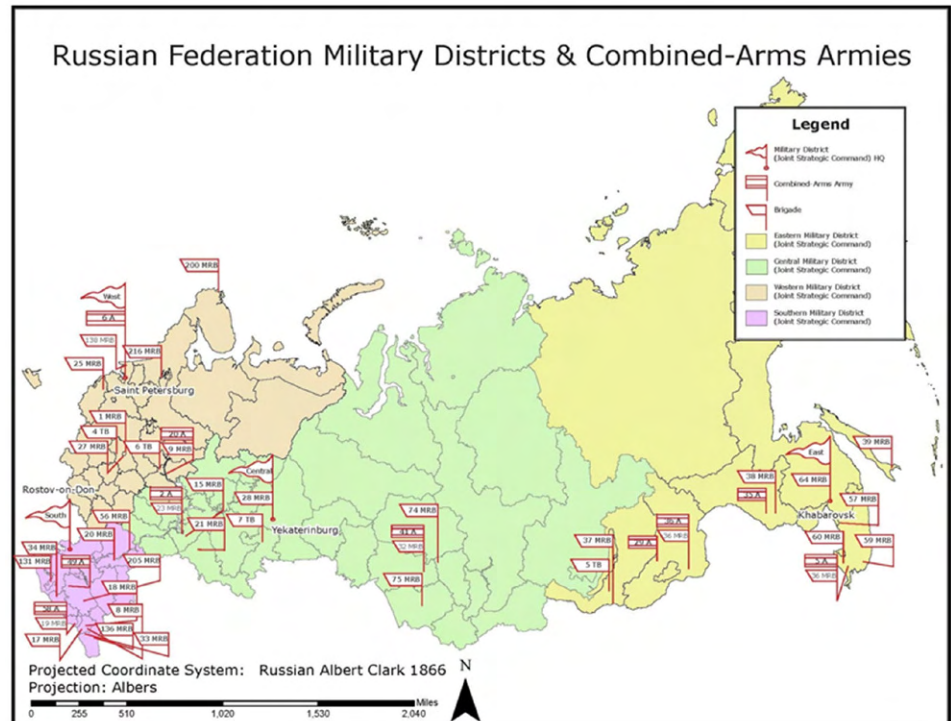 Russian Federation Military Districts & Combined-Arms Armies
Legend
Military District
(Joint Strategic Command) HQ
Combined-Arms Army
Brigade
Eastern Military District
(Joint Strategic Command)
Central Military District
(Joint Strategic Command)
Western Military District
(Joint Strategic Command)
Southern Military District
(Joint Strategic Command)
200 MRB
West
6 A
138 MRB
216 MRB
25 MRB
Saint Petersburg
1 MRB
4 TB
27 MRB
6 TB
20 A
9 MRB
Rostov-on-Don
South
2 A
23 MRB
15 MRB
21 MRB
Central
28 MRB
7 TB
Yekaterinburg
56 MRB
20 MRB
34 MRB
131 MRB
49 A
205 MRB
18 MRB
58 A
19 MRB
8 MRB
17 MRB
136 MRB
33 MRB
74 MRB
41 A
32 MRB
75 MRB
37 MRB
5 TB
29 A
36 A
36 MRB
38 MRB
35 A
East
64 MRB
39 MRB
Khabarovsk
57 MRB
60 MRB
59 MRB
5 A
Projected Coordinate System: Russian Albert Clark 1866
Projection: Albers
N
Miles
0 255 510 1,020 1,530 2,040